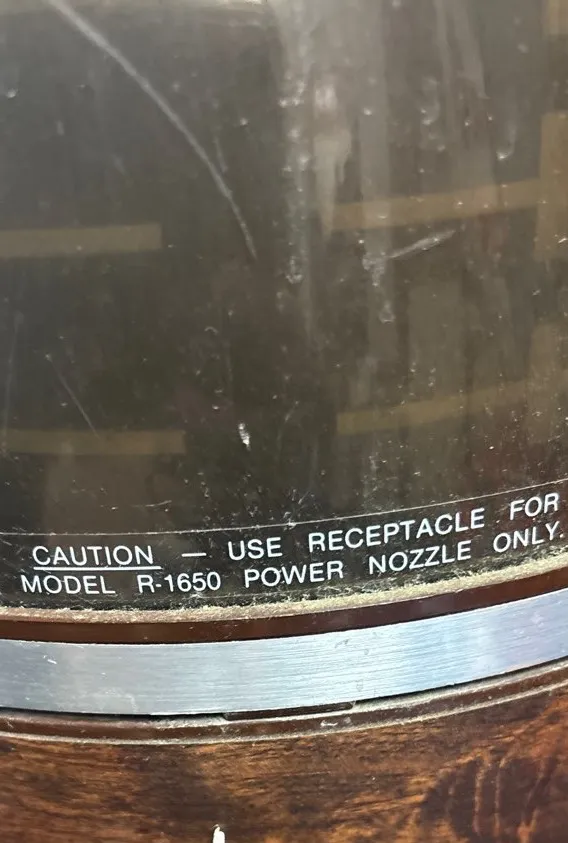 CAUTION — USE RECEPTACLE FOR
MODEL R-1650 POWER NOZZLE ONLY.